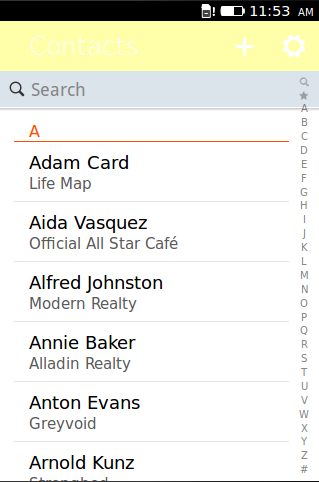 11:53 AM
Contacts
Search
A
Adam Card
Life Map
Aida Vasquez
Official All Star Café
Alfred Johnston
Modern Realty
Annie Baker
Alladin Realty
Anton Evans
Greyvoid
Arnold Kunz
A
B
C
D
E
F
G
H
I
J
K
L
M
N
O
P
Q
R
S
T
U
V
W
X
Y
Z
#